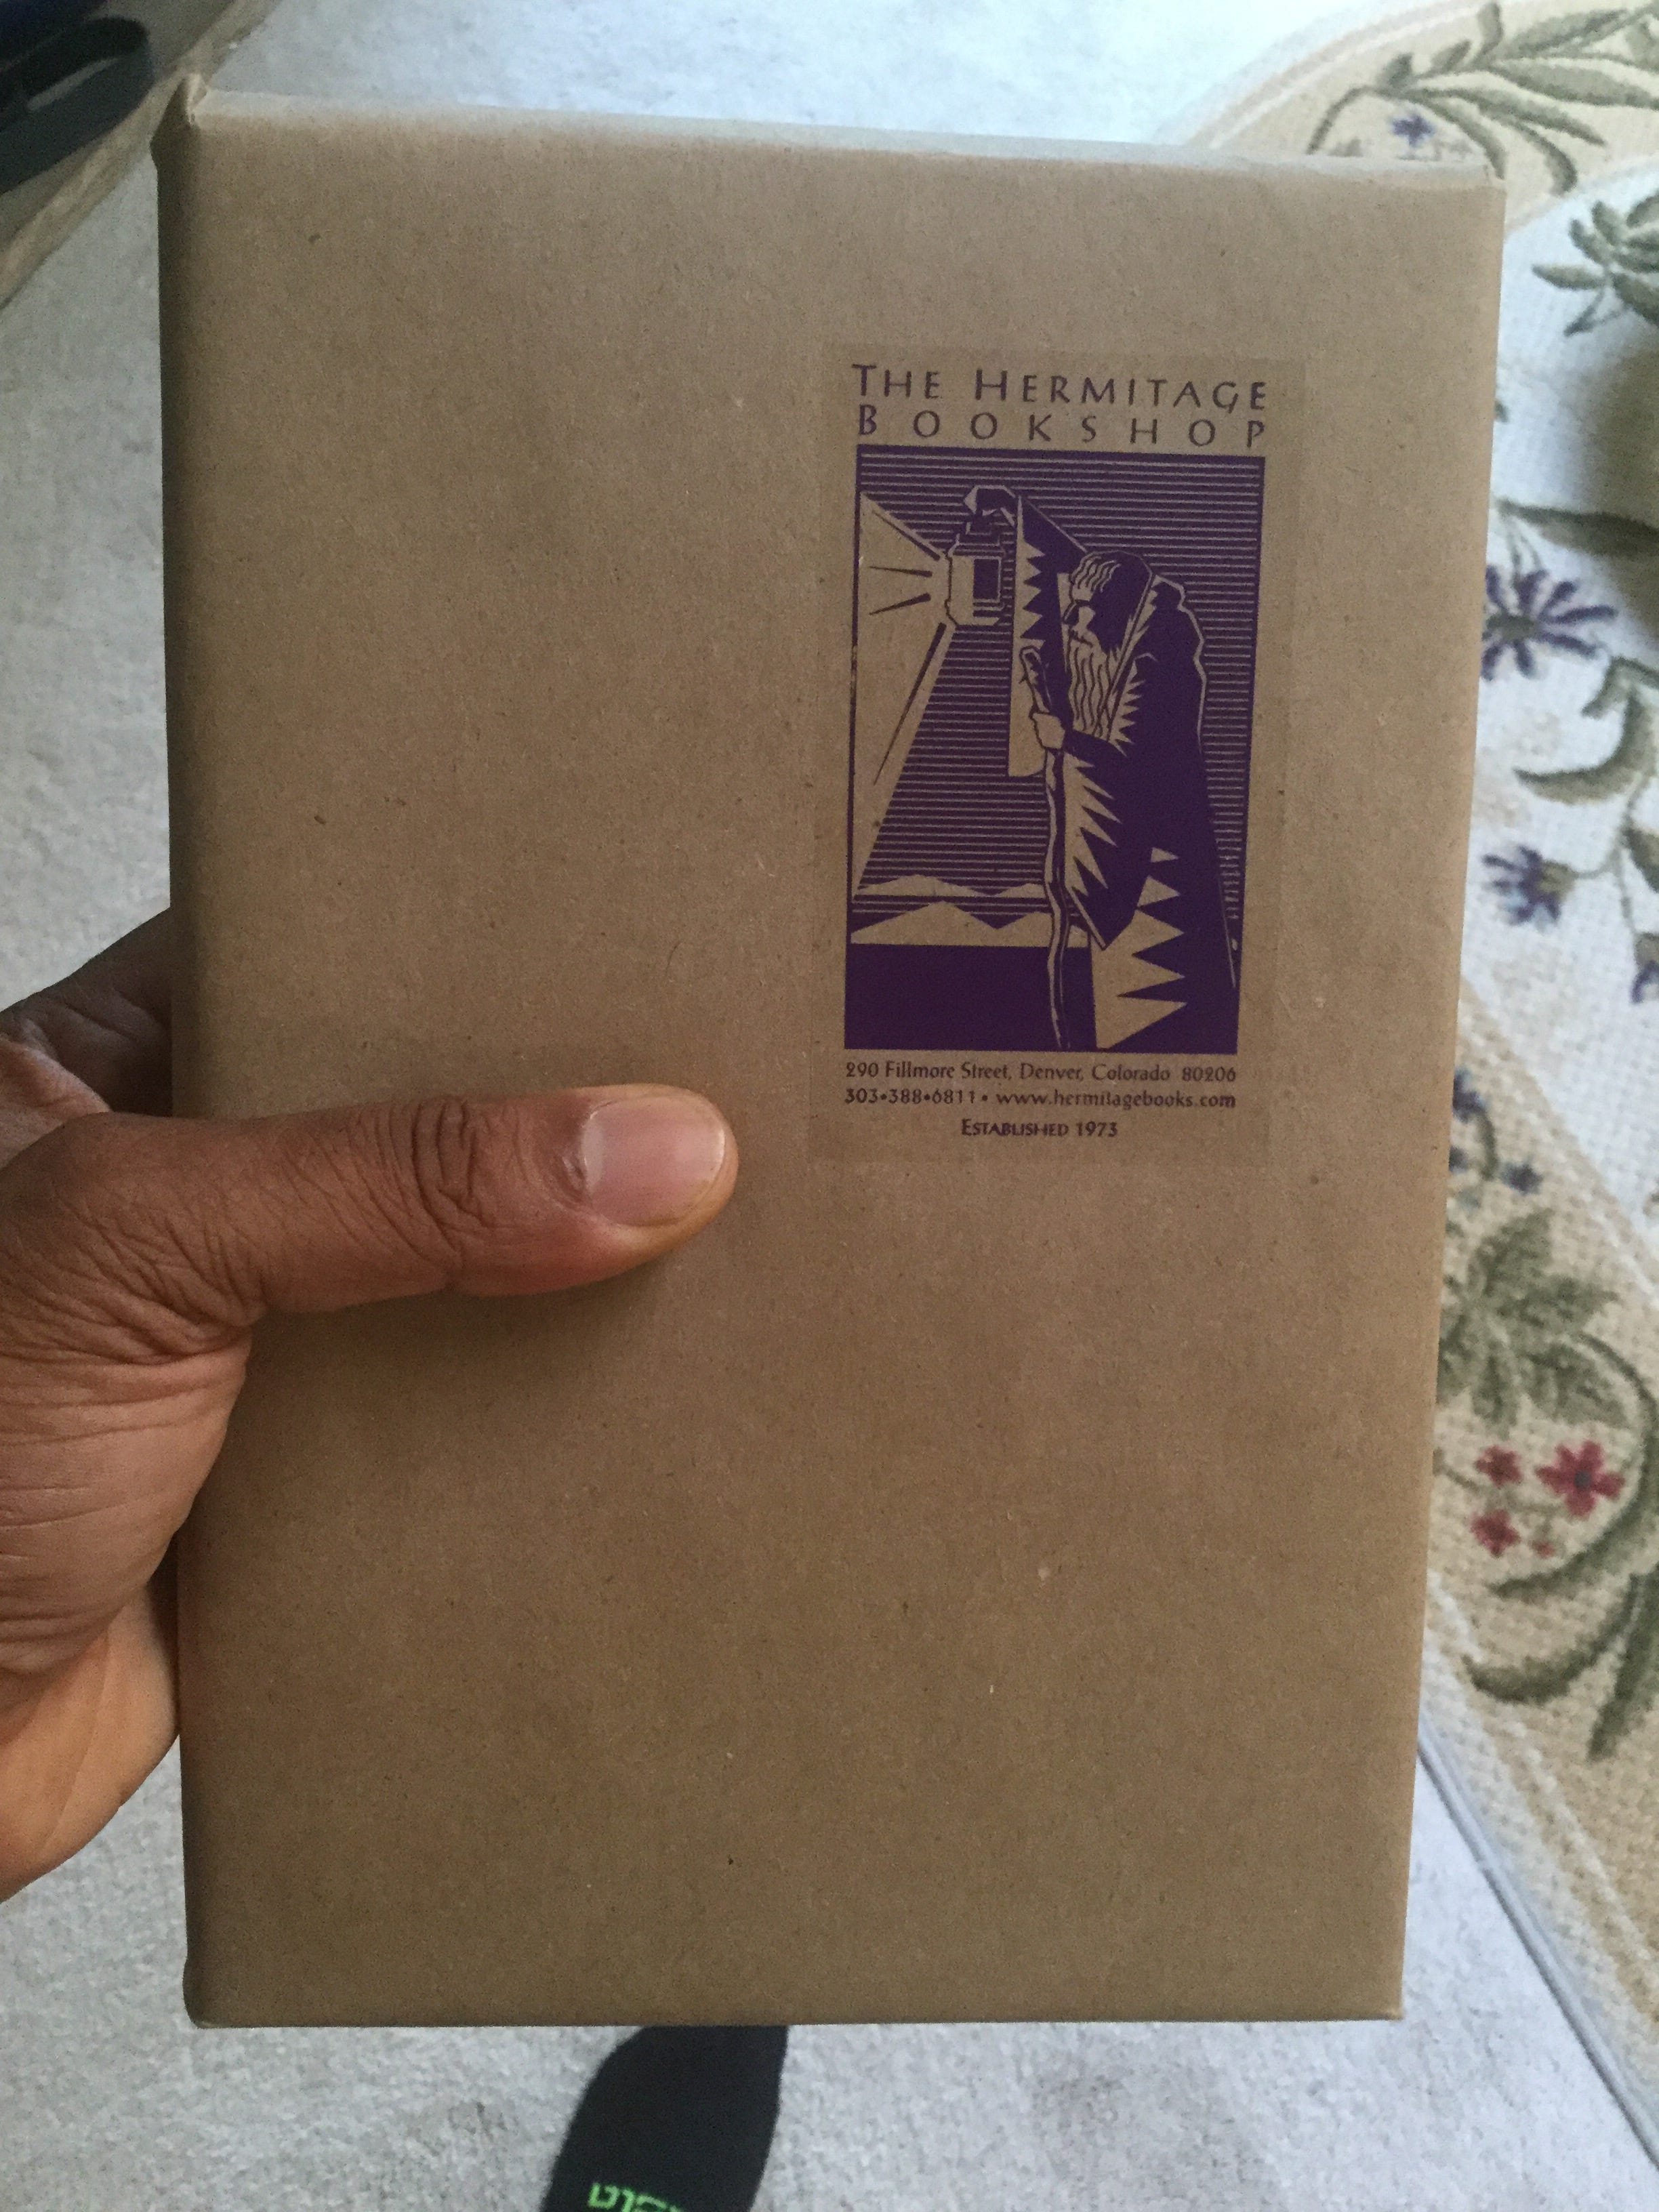 THE HERMITAGE
BOOKSHOP
290 Fillmore Street, Denver, Colorado 80206
303•388•6811 • www.hermitagebooks.com
ESTABLISHED 1973